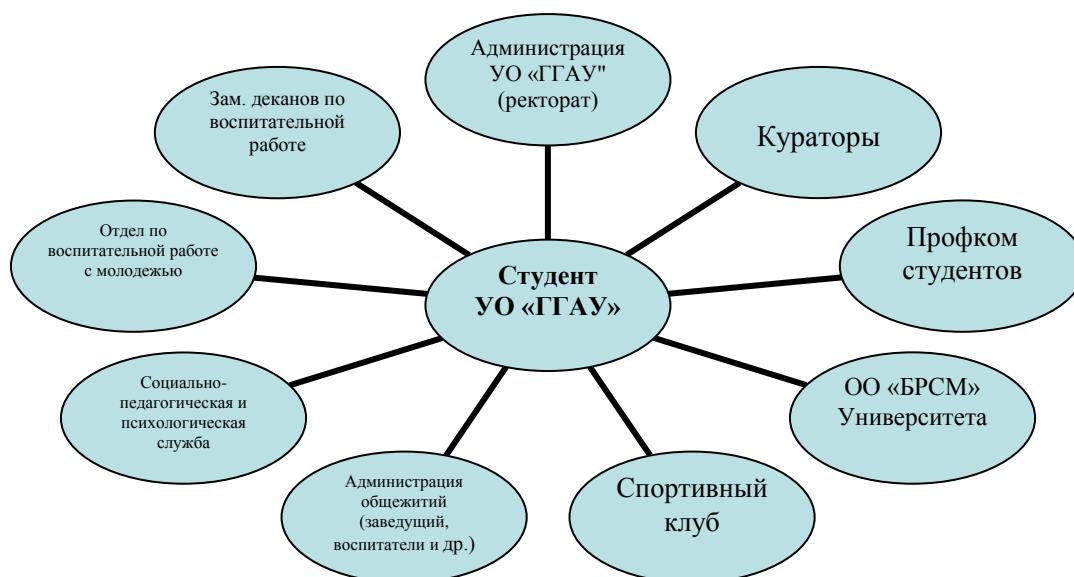 Администрация
УО «ГГАУ"
(ректорат)
Зам. деканов по
воспитательной
работе
Кураторы
Отдел по
воспитательной работе
с молодежью
Профком
студентов
Студент
УО «ГГАУ»
Социально-
педагогическая и
психологическая
служба
ОО «БРСМ»
Университета
Администрация
общежитий
(заведущий,
воспитатели и др.)
Спортивный
клуб